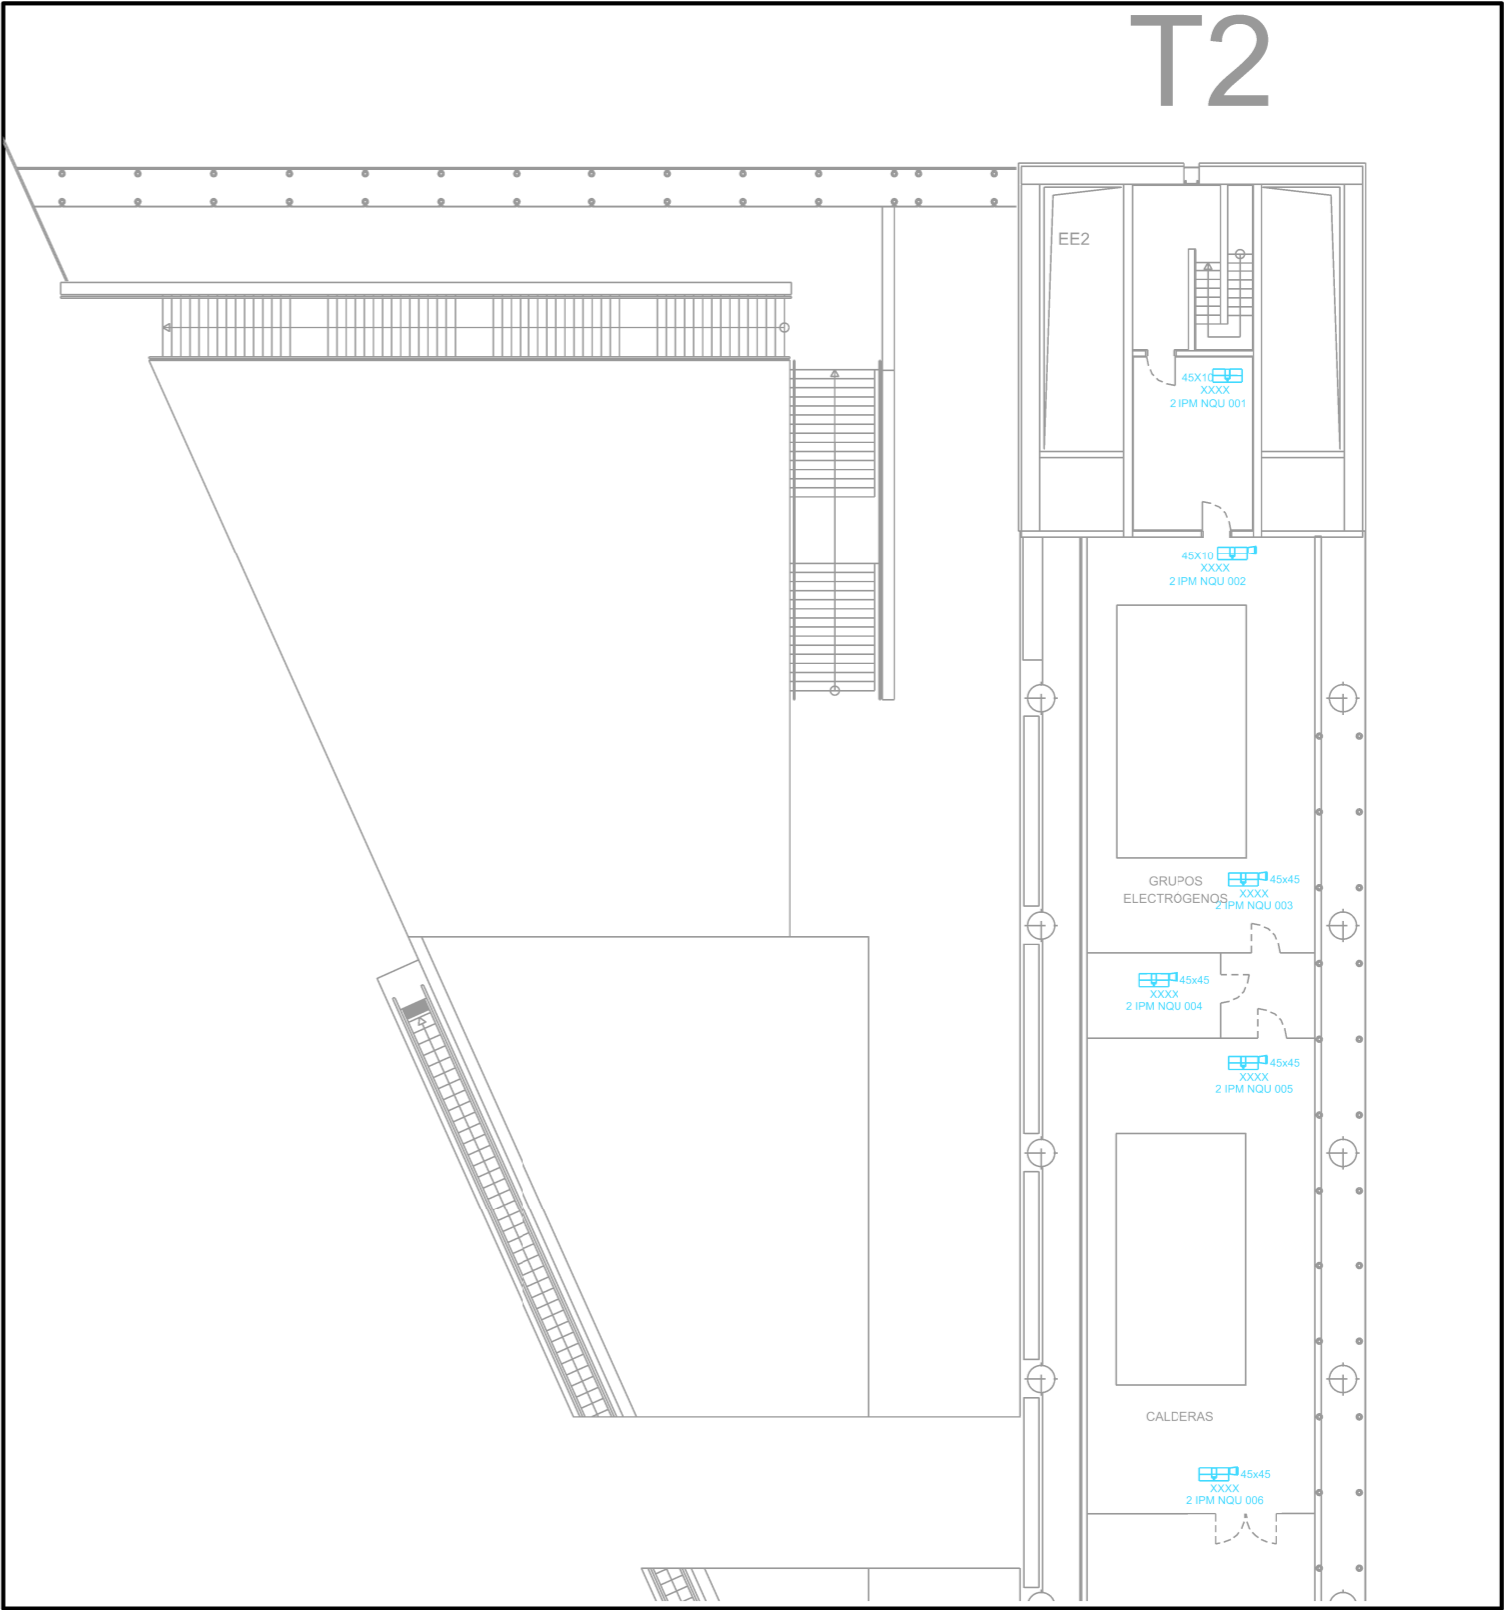 T2
EE2
45X10
XXXX
2 IPM NQU 001
45X10
XXXX
2 IPM NQU 002
GRUPOS
ELECTRÓGENOS
45x45
XXXX
2 IPM NQU 003
45x45
XXXX
2 IPM NQU 004
45x45
XXXX
2 IPM NQU 005
CALDERAS
45x45
XXXX
2 IPM NQU 006